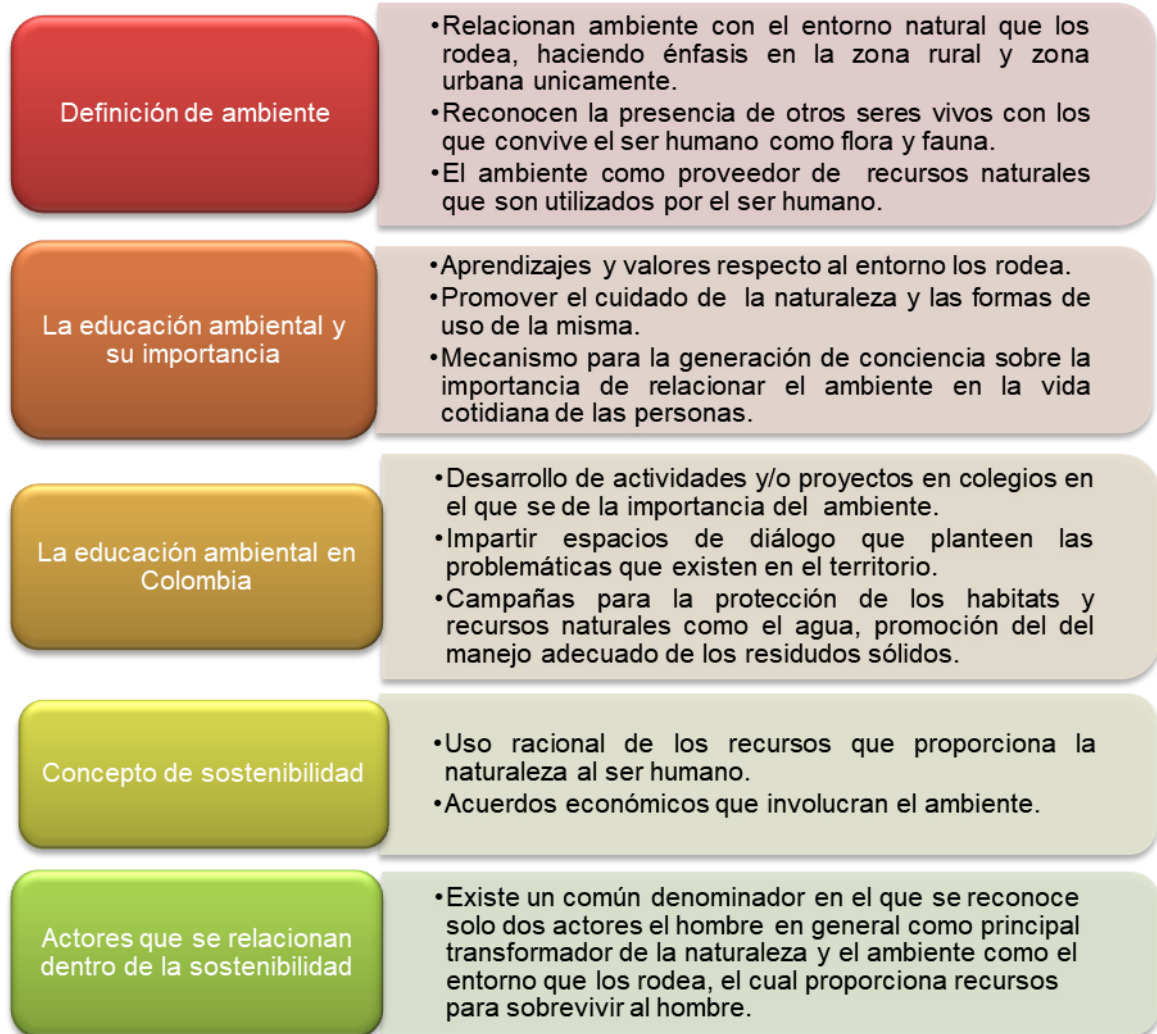 Definición de ambiente
•Relacionan ambiente con el entorno natural que los
rodea, haciendo énfasis en la zona rural y zona
urbana unicamente.
•Reconocen la presencia de otros seres vivos con los
que convive el ser humano como flora y fauna.
•El ambiente como proveedor de recursos naturales
que son utilizados por el ser humano.
La educación ambiental y
su importancia
•Aprendizajes y valores respecto al entorno los rodea.
•Promover el cuidado de la naturaleza y las formas de
uso de la misma.
•Mecanismo para la generación de conciencia sobre la
importancia de relacionar el ambiente en la vida
cotidiana de las personas.
La educación ambiental en
Colombia
•Desarrollo de actividades y/o proyectos en colegios en
el que se de la importancia del ambiente.
•Impartir espacios de diálogo que planteen las
problemáticas que existen en el territorio.
•Campañas para la protección de los habitats y
recursos naturales como el agua, promoción del del
manejo adecuado de los residudos sólidos.
Concepto de sostenibilidad
•Uso racional de los recursos que proporciona la
naturaleza al ser humano.
•Acuerdos económicos que involucran el ambiente.
Actores que se relacionan
dentro de la sostenibilidad
•Existe un común denominador en el que se reconoce
solo dos actores el hombre en general como principal
transformador de la naturaleza y el ambiente como el
entorno que los rodea, el cual proporciona recursos
para sobrevivir al hombre.